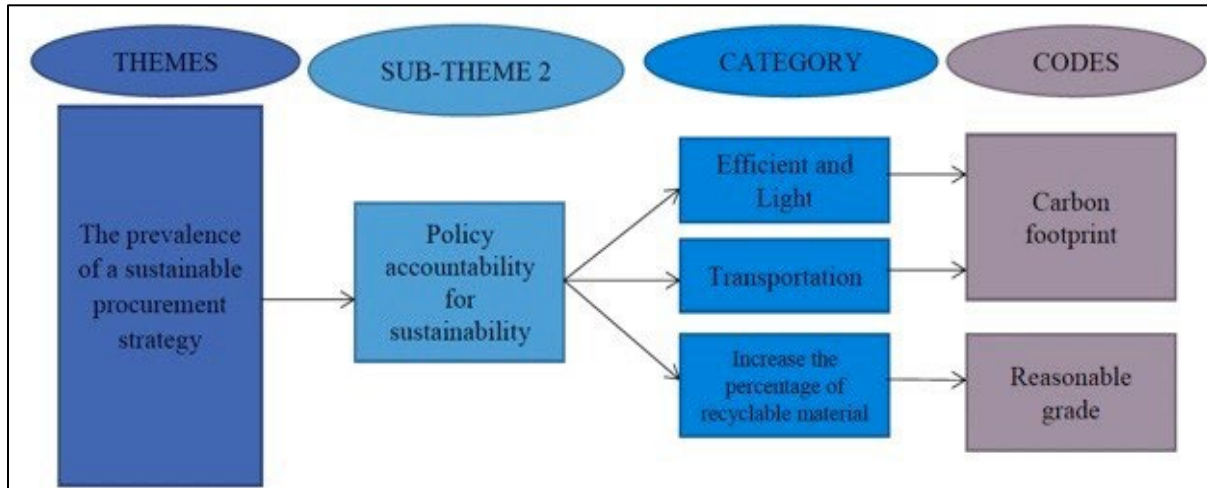 THEMES
SUB-THEME 2
CATEGORY
CODES
The prevalence
of a sustainable
procurement
strategy
Policy
accountability
for
sustainability
Efficient and
Light
Transportation
Increase the
percentage of
recyclable material
Carbon
footprint
Reasonable
grade